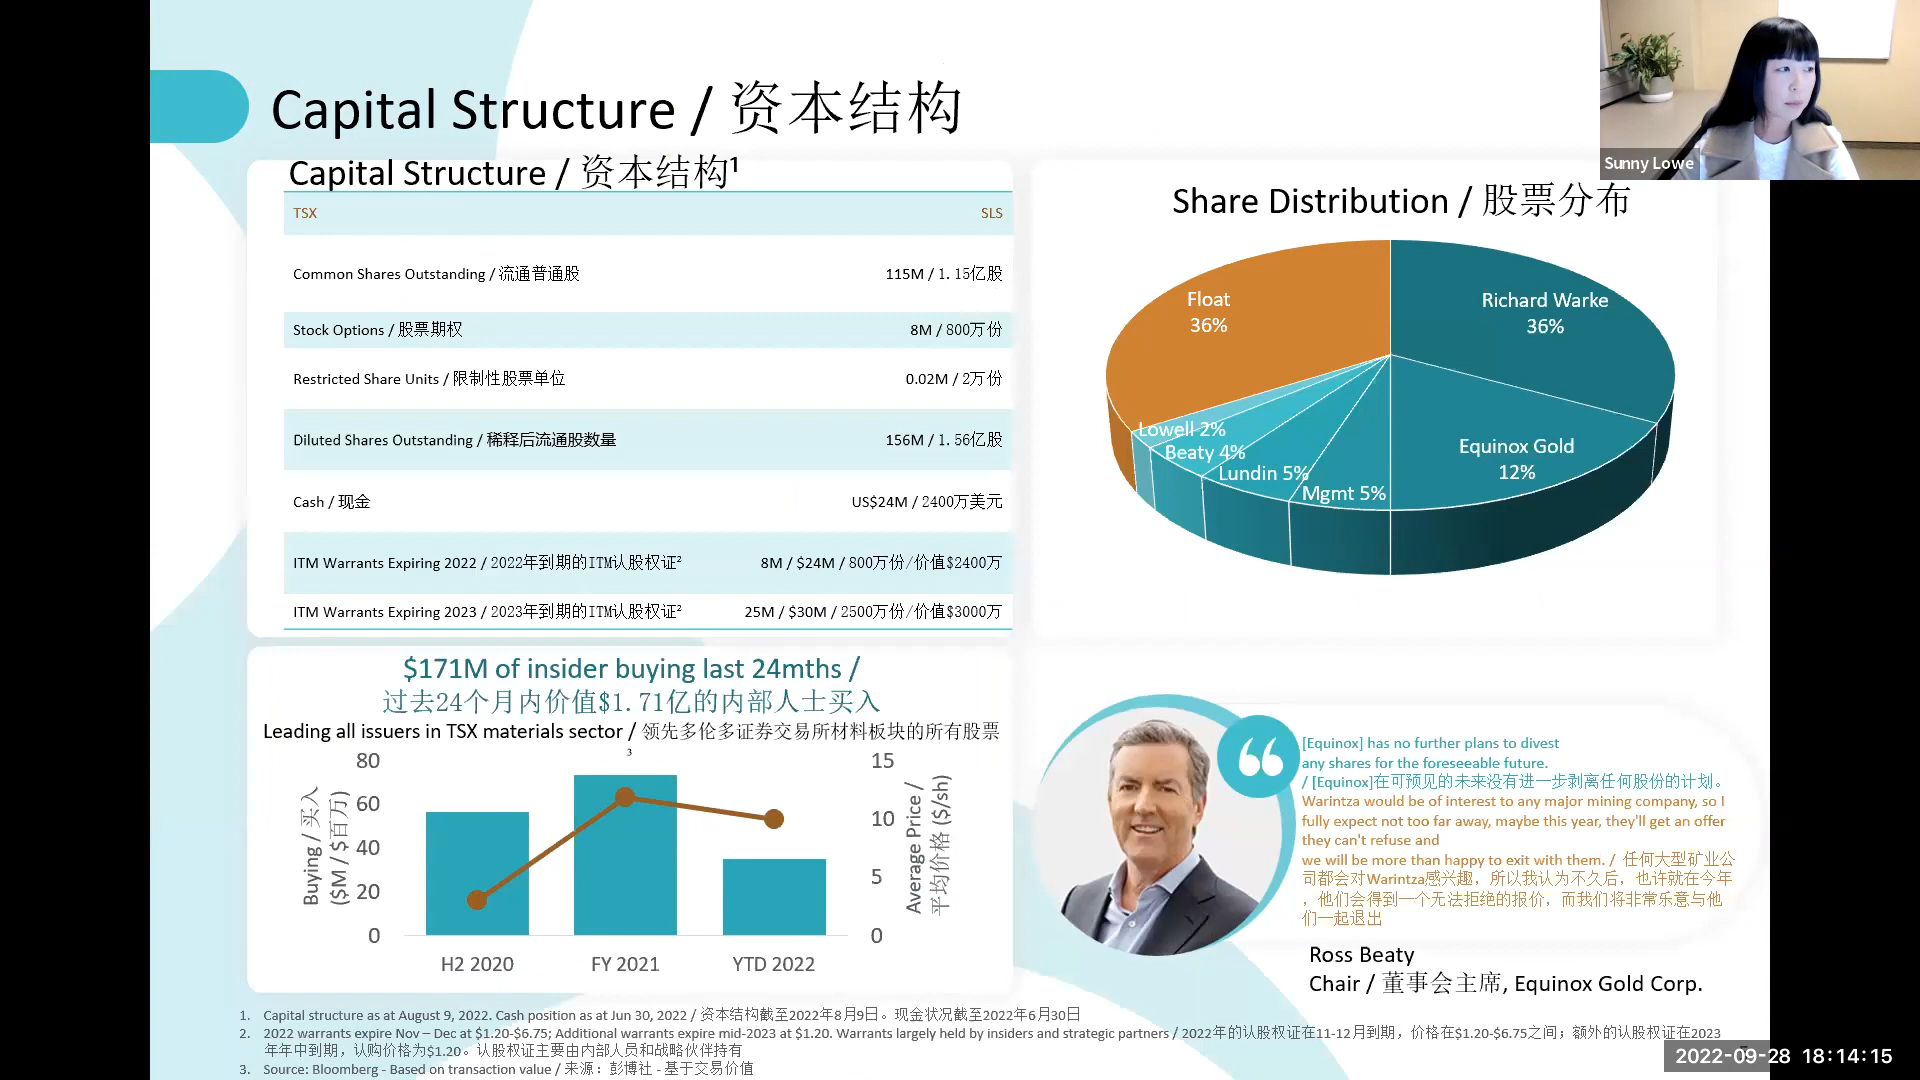 Capital Structure / 资本结构
Sunny Lowe
Capital Structure / 资本结构¹
TSX SLS
Common Shares Outstanding / 流通普通股 115M / 1.15亿股
Stock Options / 股票期权 8M / 800万份
Restricted Share Units / 限制性股票单位 0.02M / 2万份
Diluted Shares Outstanding / 稀释后流通股数量 156M / 1.56亿股
Cash / 现金 US$24M / 2400万美元
ITM Warrants Expiring 2022 / 2022年到期的ITM认股权证² 8M / $24M / 800万份/价值$2400万
ITM Warrants Expiring 2023 / 2023年到期的ITM认股权证² 25M / $30M / 2500万份/价值$3000万
Share Distribution / 股票分布
Float
36%
Richard Warke
36%
Equinox Gold
12%
Lowell 2%
Beaty 4%
Lundin 5%
Mgmt 5%
$171M of insider buying last 24mths /
过去24个月内价值$1.71亿的内部人士买入
Leading all issuers in TSX materials sector / 领先多伦多证券交易所材料板块的所有股票
3
Buying / 买入
($M / $百万)
80
60
40
20
0
15
10
5
0
Average Price /
平均价格 ($/sh)
H2 2020 FY 2021 YTD 2022
[Equinox] has no further plans to divest
any shares for the foreseeable future.
/ [Equinox]在可预见的未来没有进一步剥离任何股份的计划。
Warintza would be of interest to any major mining company, so I
fully expect not too far away, maybe this year, they'll get an offer
they can't refuse and
we will be more than happy to exit with them. / 任何大型矿业公
司都会对Warintza感兴趣，所以我认为不久后，也许就在今年
，他们会得到一个无法拒绝的报价，而我们将非常乐意与他
们一起退出
Ross Beaty
Chair / 董事会主席, Equinox Gold Corp.
1. Capital structure as at August 9, 2022. Cash position as at Jun 30, 2022 / 资本结构截至2022年8月9日。现金状况截至2022年6月30日
2. 2022 warrants expire Nov – Dec at $1.20-$6.75; Additional warrants expire mid-2023 at $1.20. Warrants largely held by insiders and strategic partners / 2022年的认股权证在11-12月到期，价格在$1.20-$6.75之间；额外的认股权证在2023
年年中到期，认购价格为$1.20。认股权证主要由内部人员和战略伙伴持有
3. Source: Bloomberg - Based on transaction value / 来源：彭博社 - 基于交易价值
2022-09-28 18:14:15